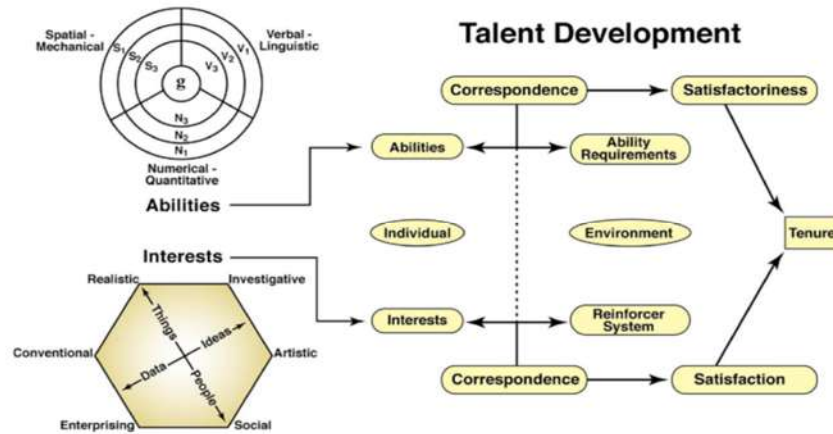 Talent Development
Spatial -
Mechanical
Verbal -
Linguistic
S1
S2
S3
V1
V2
V3
g
N3
N2
N1
Numerical -
Quantitative
Abilities
Interests
Realistic
Investigative
Conventional
Artistic
Enterprising
Social
Things
Ideas
Data
People
Correspondence
Satisfactoriness
Abilities
Ability
Requirements
Individual
Environment
Tenure
Interests
Reinforcer
System
Correspondence
Satisfaction